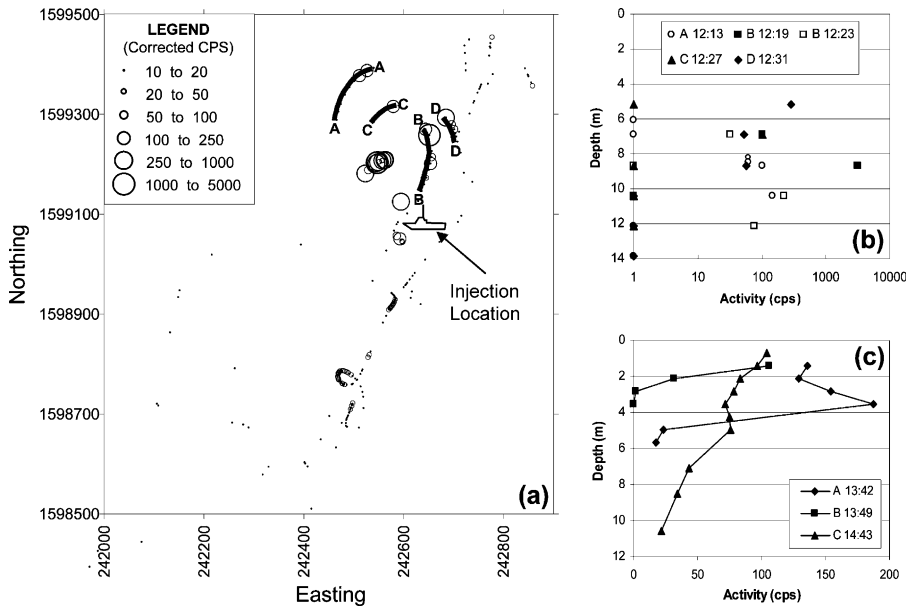 LEGEND
(Corrected CPS)
10 to 20
20 to 50
50 to 100
100 to 250
250 to 1000
1000 to 5000
1599500
1599300
1599100
1598900
1598700
1598500
Northing
A
A
C
C
B
B
D
D
Injection
Location
(a)
242000
242200
242400
242600
242800
Easting
0
2
4
6
8
10
12
14
Depth (m)
A 12:13
B 12:19
B 12:23
C 12:27
D 12:31
(b)
1
10
100
1000
10000
Activity (cps)
0
2
4
6
8
10
12
Depth (m)
(c)
A 13:42
B 13:49
C 14:43
0
50
100
150
200
Activity (cps)